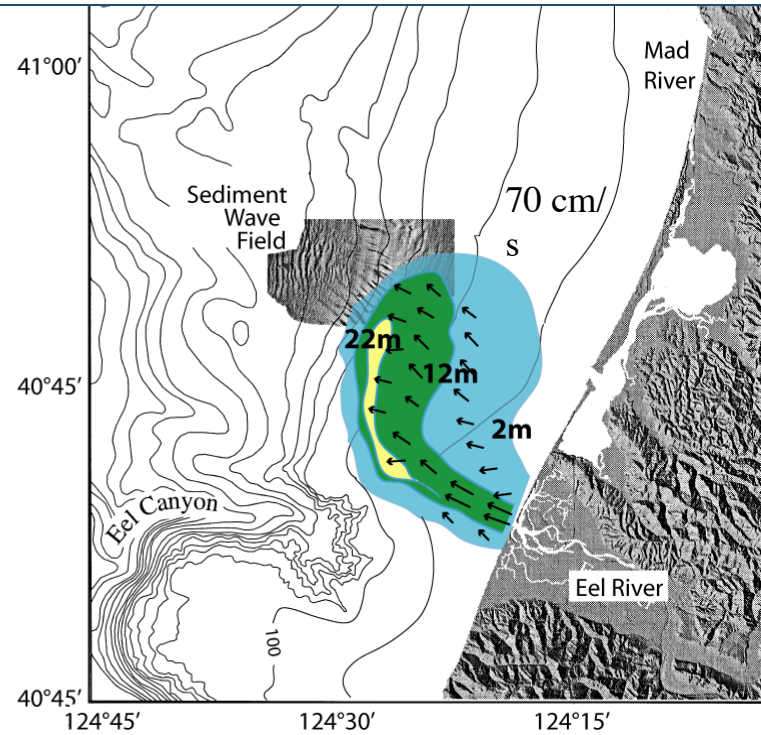 41°00′
Mad
River
Sediment
Wave
Field
70 cm/
s
22m
12m
40°45′
2m
Eel Canyon
Eel River
100
40°45′
124°45′
124°30′
124°15′